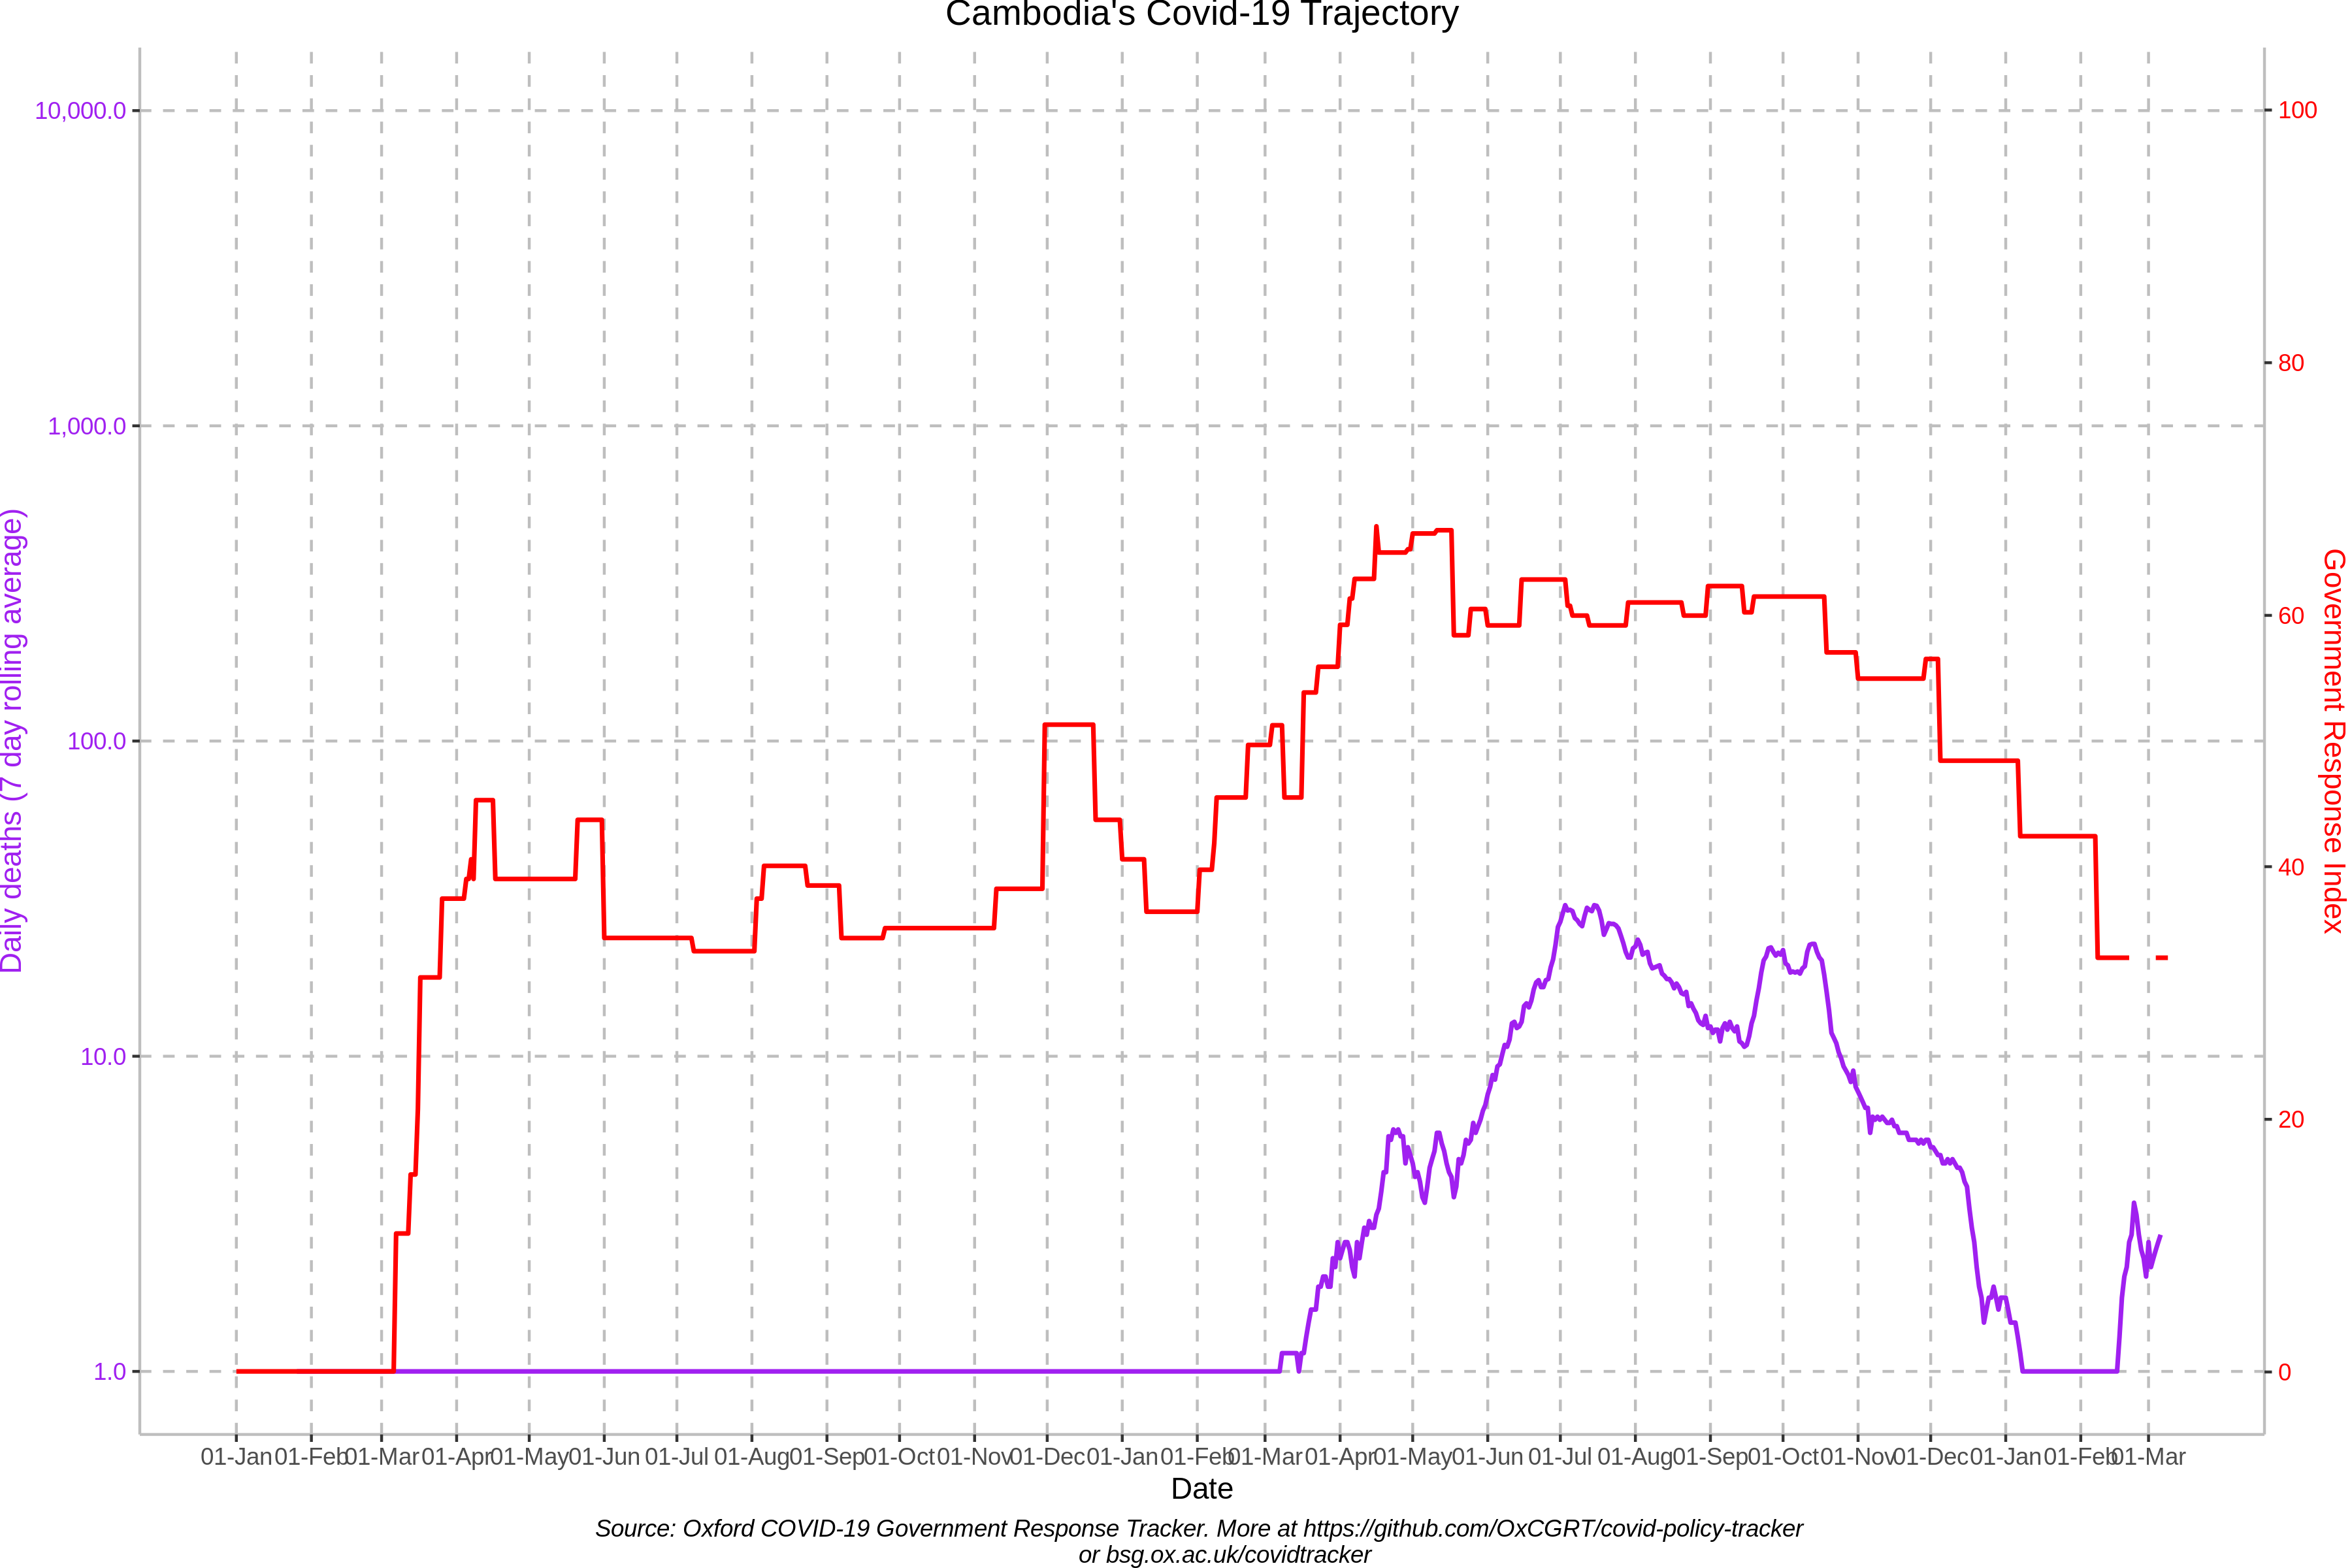 Cambodia's Covid-19 Trajectory
Daily deaths (7 day rolling average)
10,000.0
1,000.0
100.0
10.0
1.0
100
80
60
40
20
0
Government Response Index
01-Jan 01-Feb 01-Mar 01-Apr 01-May 01-Jun 01-Jul 01-Aug 01-Sep 01-Oct 01-Nov 01-Dec 01-Jan 01-Feb 01-Mar 01-Apr 01-May 01-Jun 01-Jul 01-Aug 01-Sep 01-Oct 01-Nov 01-Dec 01-Jan 01-Feb 01-Mar
Date
Source: Oxford COVID-19 Government Response Tracker. More at https://github.com/OxCGRT/covid-policy-tracker
or bsg.ox.ac.uk/covidtracker